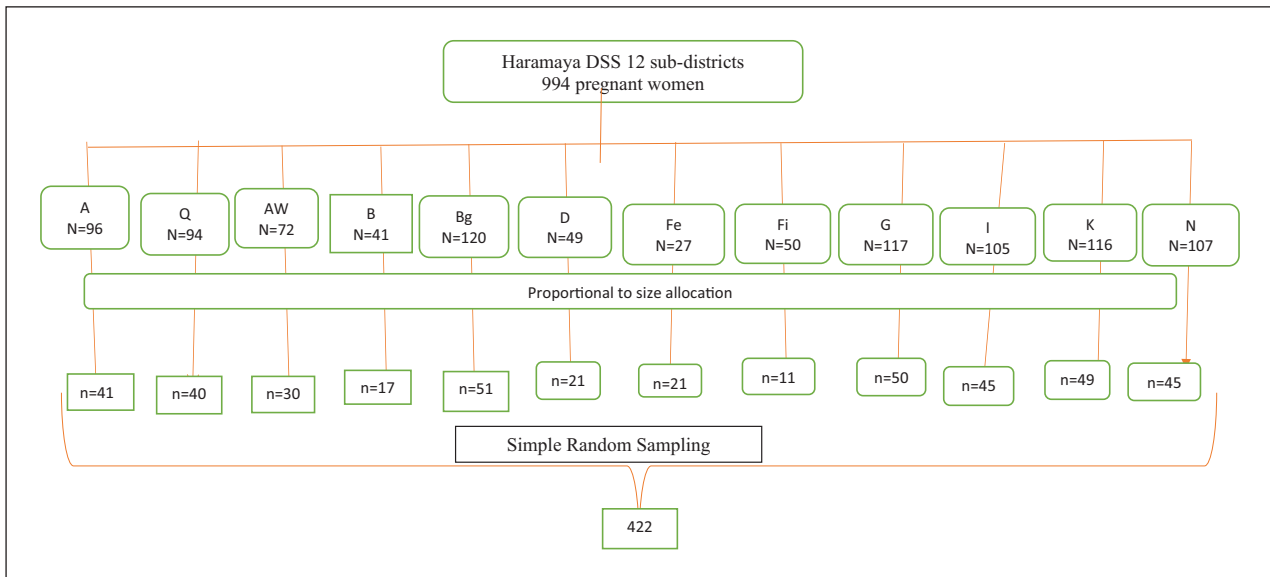 Haramaya DSS 12 sub-districts
994 pregnant women
A
N=96
Q
N=94
AW
N=72
B
N=41
Bg
N=120
D
N=49
Fe
N=27
Fi
N=50
G
N=117
I
N=105
K
N=116
N
N=107
Proportional to size allocation
n=41
n=40
n=30
n=17
n=51
n=21
n=21
n=11
n=50
n=45
n=49
n=45
Simple Random Sampling
422